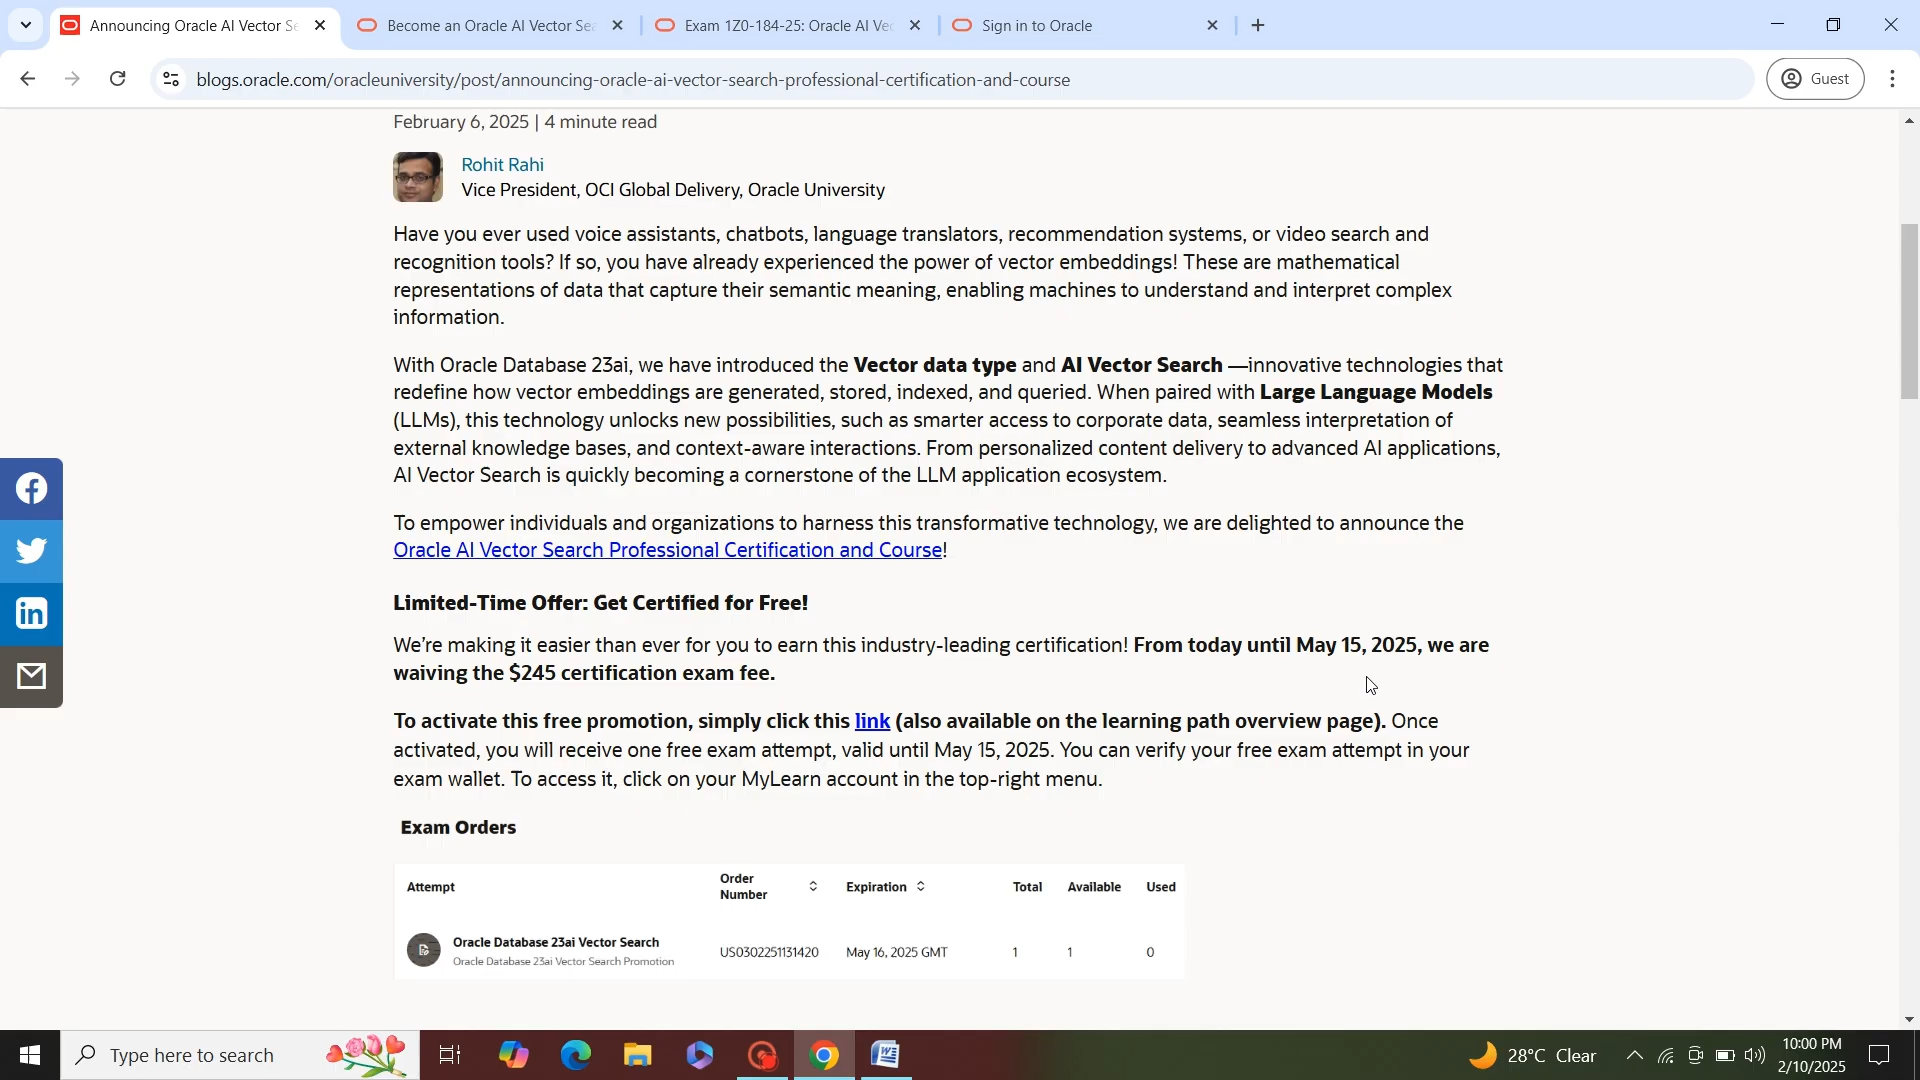 Announcing Oracle AI Vector Se
Become an Oracle AI Vector Sea
Exam 1Z0-184-25: Oracle AI Vec
Sign in to Oracle
blogs.oracle.com/oracleuniversity/post/announcing-oracle-ai-vector-search-professional-certification-and-course
Guest
February 6, 2025 | 4 minute read
Rohit Rahi
Vice President, OCI Global Delivery, Oracle University
Have you ever used voice assistants, chatbots, language translators, recommendation systems, or video search and
recognition tools? If so, you have already experienced the power of vector embeddings! These are mathematical
representations of data that capture their semantic meaning, enabling machines to understand and interpret complex
information.
With Oracle Database 23ai, we have introduced the Vector data type and AI Vector Search —innovative technologies that
redefine how vector embeddings are generated, stored, indexed, and queried. When paired with Large Language Models
(LLMs), this technology unlocks new possibilities, such as smarter access to corporate data, seamless interpretation of
external knowledge bases, and context-aware interactions. From personalized content delivery to advanced AI applications,
AI Vector Search is quickly becoming a cornerstone of the LLM application ecosystem.
To empower individuals and organizations to harness this transformative technology, we are delighted to announce the
Oracle AI Vector Search Professional Certification and Course!
Limited-Time Offer: Get Certified for Free!
We’re making it easier than ever for you to earn this industry-leading certification! From today until May 15, 2025, we are
waiving the $245 certification exam fee.
To activate this free promotion, simply click this link (also available on the learning path overview page). Once
activated, you will receive one free exam attempt, valid until May 15, 2025. You can verify your free exam attempt in your
exam wallet. To access it, click on your MyLearn account in the top-right menu.
Exam Orders
Attempt Order Number Expiration Total Available Used
Oracle Database 23ai Vector Search US0302251131420 May 16, 2025 GMT 1 1 0
Oracle Database 23ai Vector Search Promotion
Type here to search
28°C Clear
10:00 PM
2/10/2025